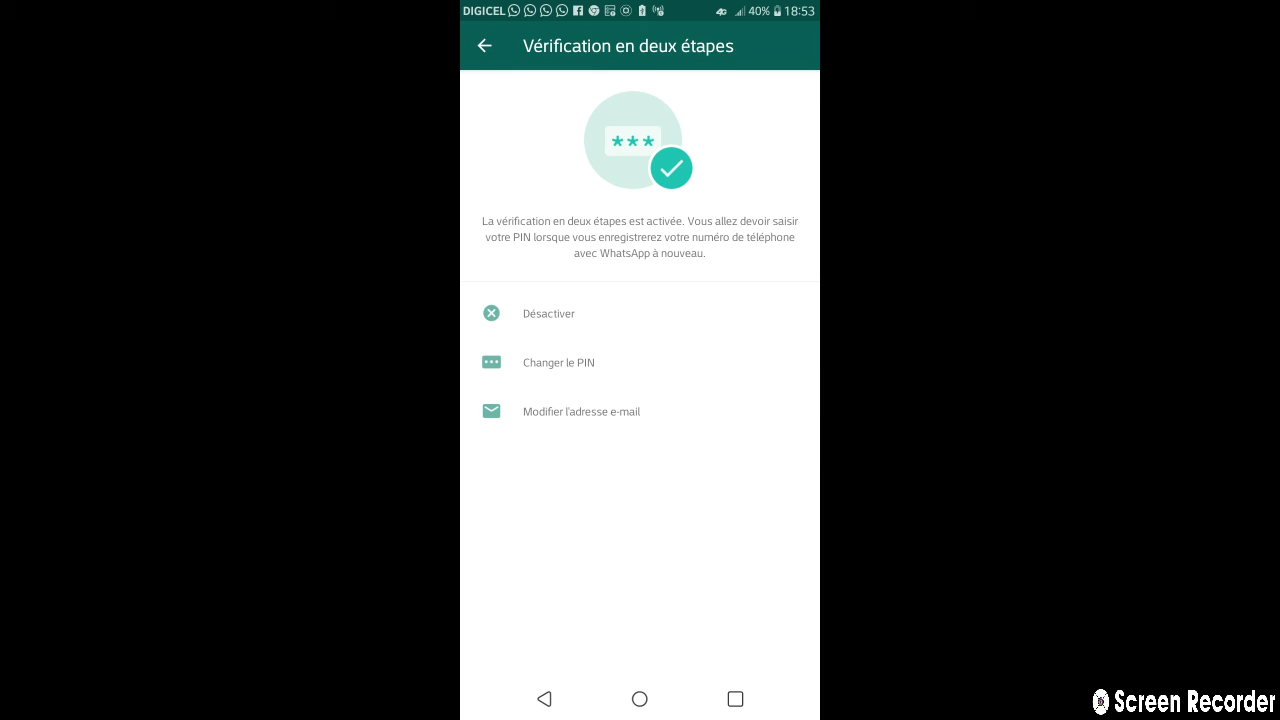 DIGICEL 40% 18:53
Vérification en deux étapes
***
La vérification en deux étapes est activée. Vous allez devoir saisir
votre PIN lorsque vous enregistrerez votre numéro de téléphone
avec WhatsApp à nouveau.
Désactiver
Changer le PIN
Modifier l'adresse e-mail
Screen Recorder